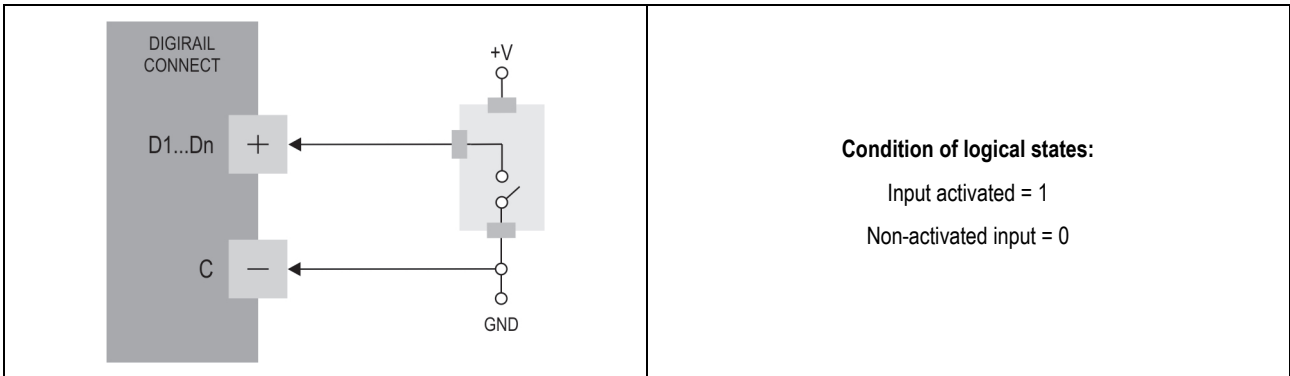 DIGIRAIL
CONNECT
+V
D1...Dn
+
C
−
GND
Condition of logical states:
Input activated = 1
Non-activated input = 0